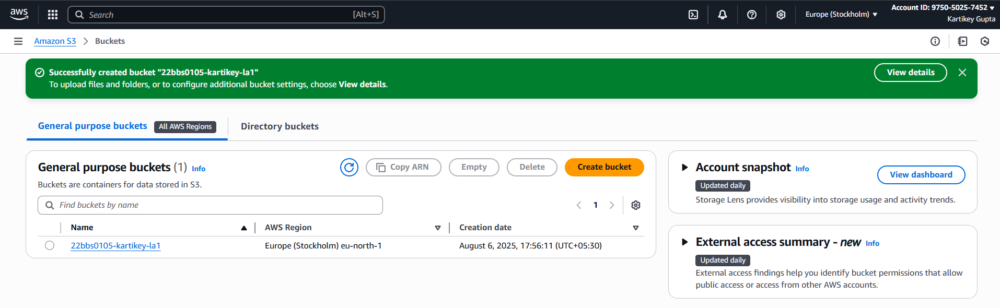 aws
Search [Alt+S]
Europe (Stockholm)
Account ID: 9750-5025-7452
Kartikey Gupta
Amazon S3 > Buckets
Successfully created bucket "22bbs0105-kartikey-la1"
To upload files and folders, or to configure additional bucket settings, choose View details.
View details
General purpose buckets All AWS Regions
Directory buckets
General purpose buckets (1) Info
Copy ARN
Empty
Delete
Create bucket
Buckets are containers for data stored in S3.
Find buckets by name
1
Name AWS Region Creation date
22bbs0105-kartikey-la1 Europe (Stockholm) eu-north-1 August 6, 2025, 17:56:11 (UTC+05:30)
Account snapshot Info
View dashboard
Updated daily
Storage Lens provides visibility into storage usage and activity trends.
External access summary - new Info
Updated daily
External access findings help you identify bucket permissions that allow
public access or access from other AWS accounts.